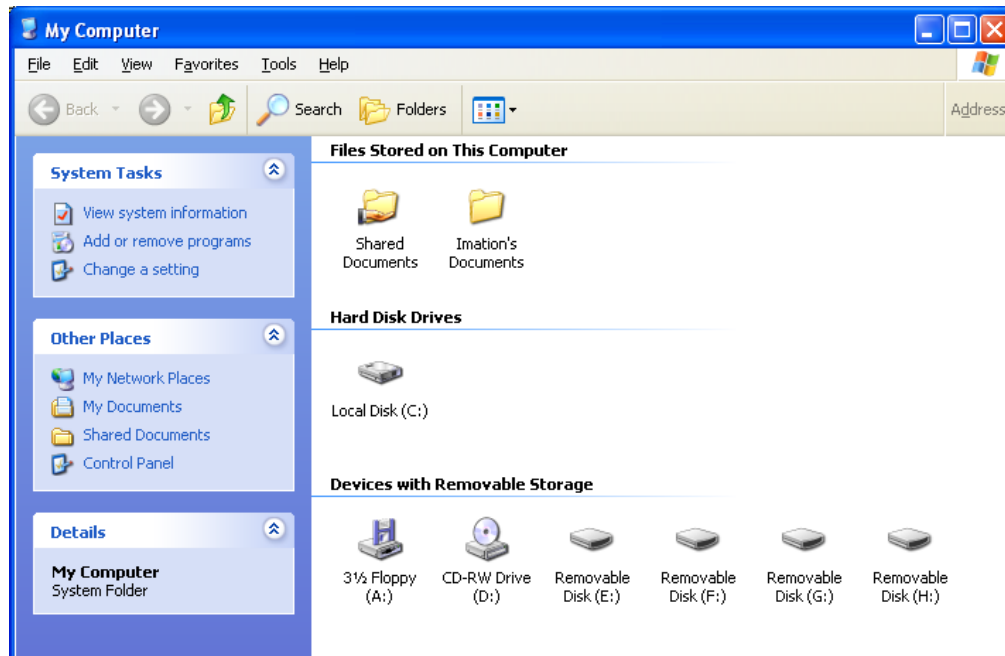 My Computer
File Edit View Favorites Tools Help
Back Search Folders Address
System Tasks
View system information
Add or remove programs
Change a setting
Other Places
My Network Places
My Documents
Shared Documents
Control Panel
Details
My Computer
System Folder
Files Stored on This Computer
Shared Documents
Imation's Documents
Hard Disk Drives
Local Disk (C:)
Devices with Removable Storage
3½ Floppy (A:)
CD-RW Drive (D:)
Removable Disk (E:)
Removable Disk (F:)
Removable Disk (G:)
Removable Disk (H:)